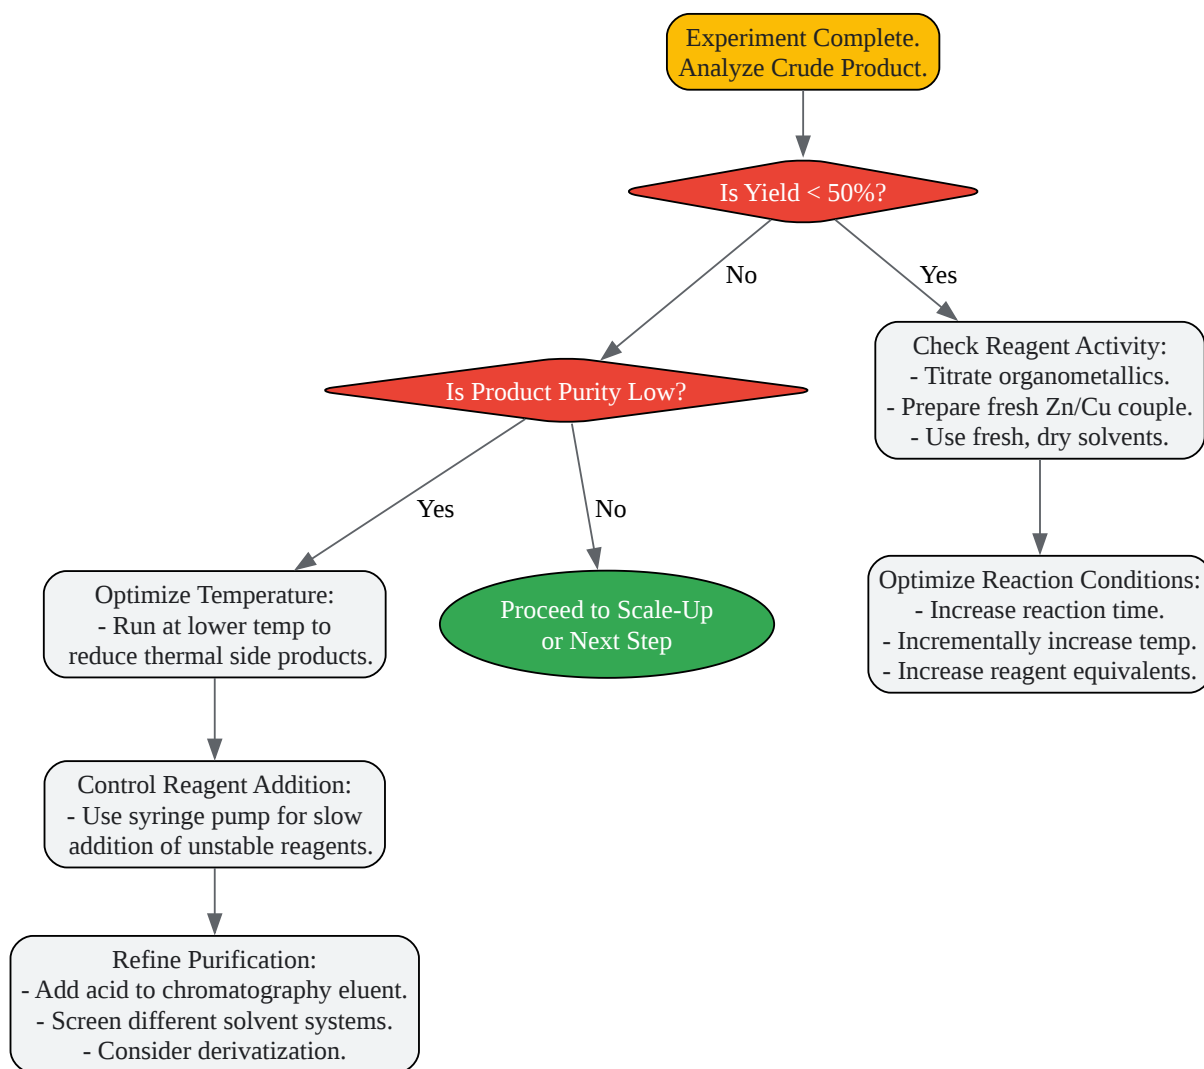 Experiment Complete.
Analyze Crude Product.
Is Yield < 50%?
No
Yes
Check Reagent Activity:
- Titrate organometallics.
- Prepare fresh Zn/Cu couple.
- Use fresh, dry solvents.
Is Product Purity Low?
Yes
No
Optimize Reaction Conditions:
- Increase reaction time.
- Incrementally increase temp.
- Increase reagent equivalents.
Optimize Temperature:
- Run at lower temp to
reduce thermal side products.
Proceed to Scale-Up
or Next Step
Control Reagent Addition:
- Use syringe pump for slow
addition of unstable reagents.
Refine Purification:
- Add acid to chromatography eluent.
- Screen different solvent systems.
- Consider derivatization.